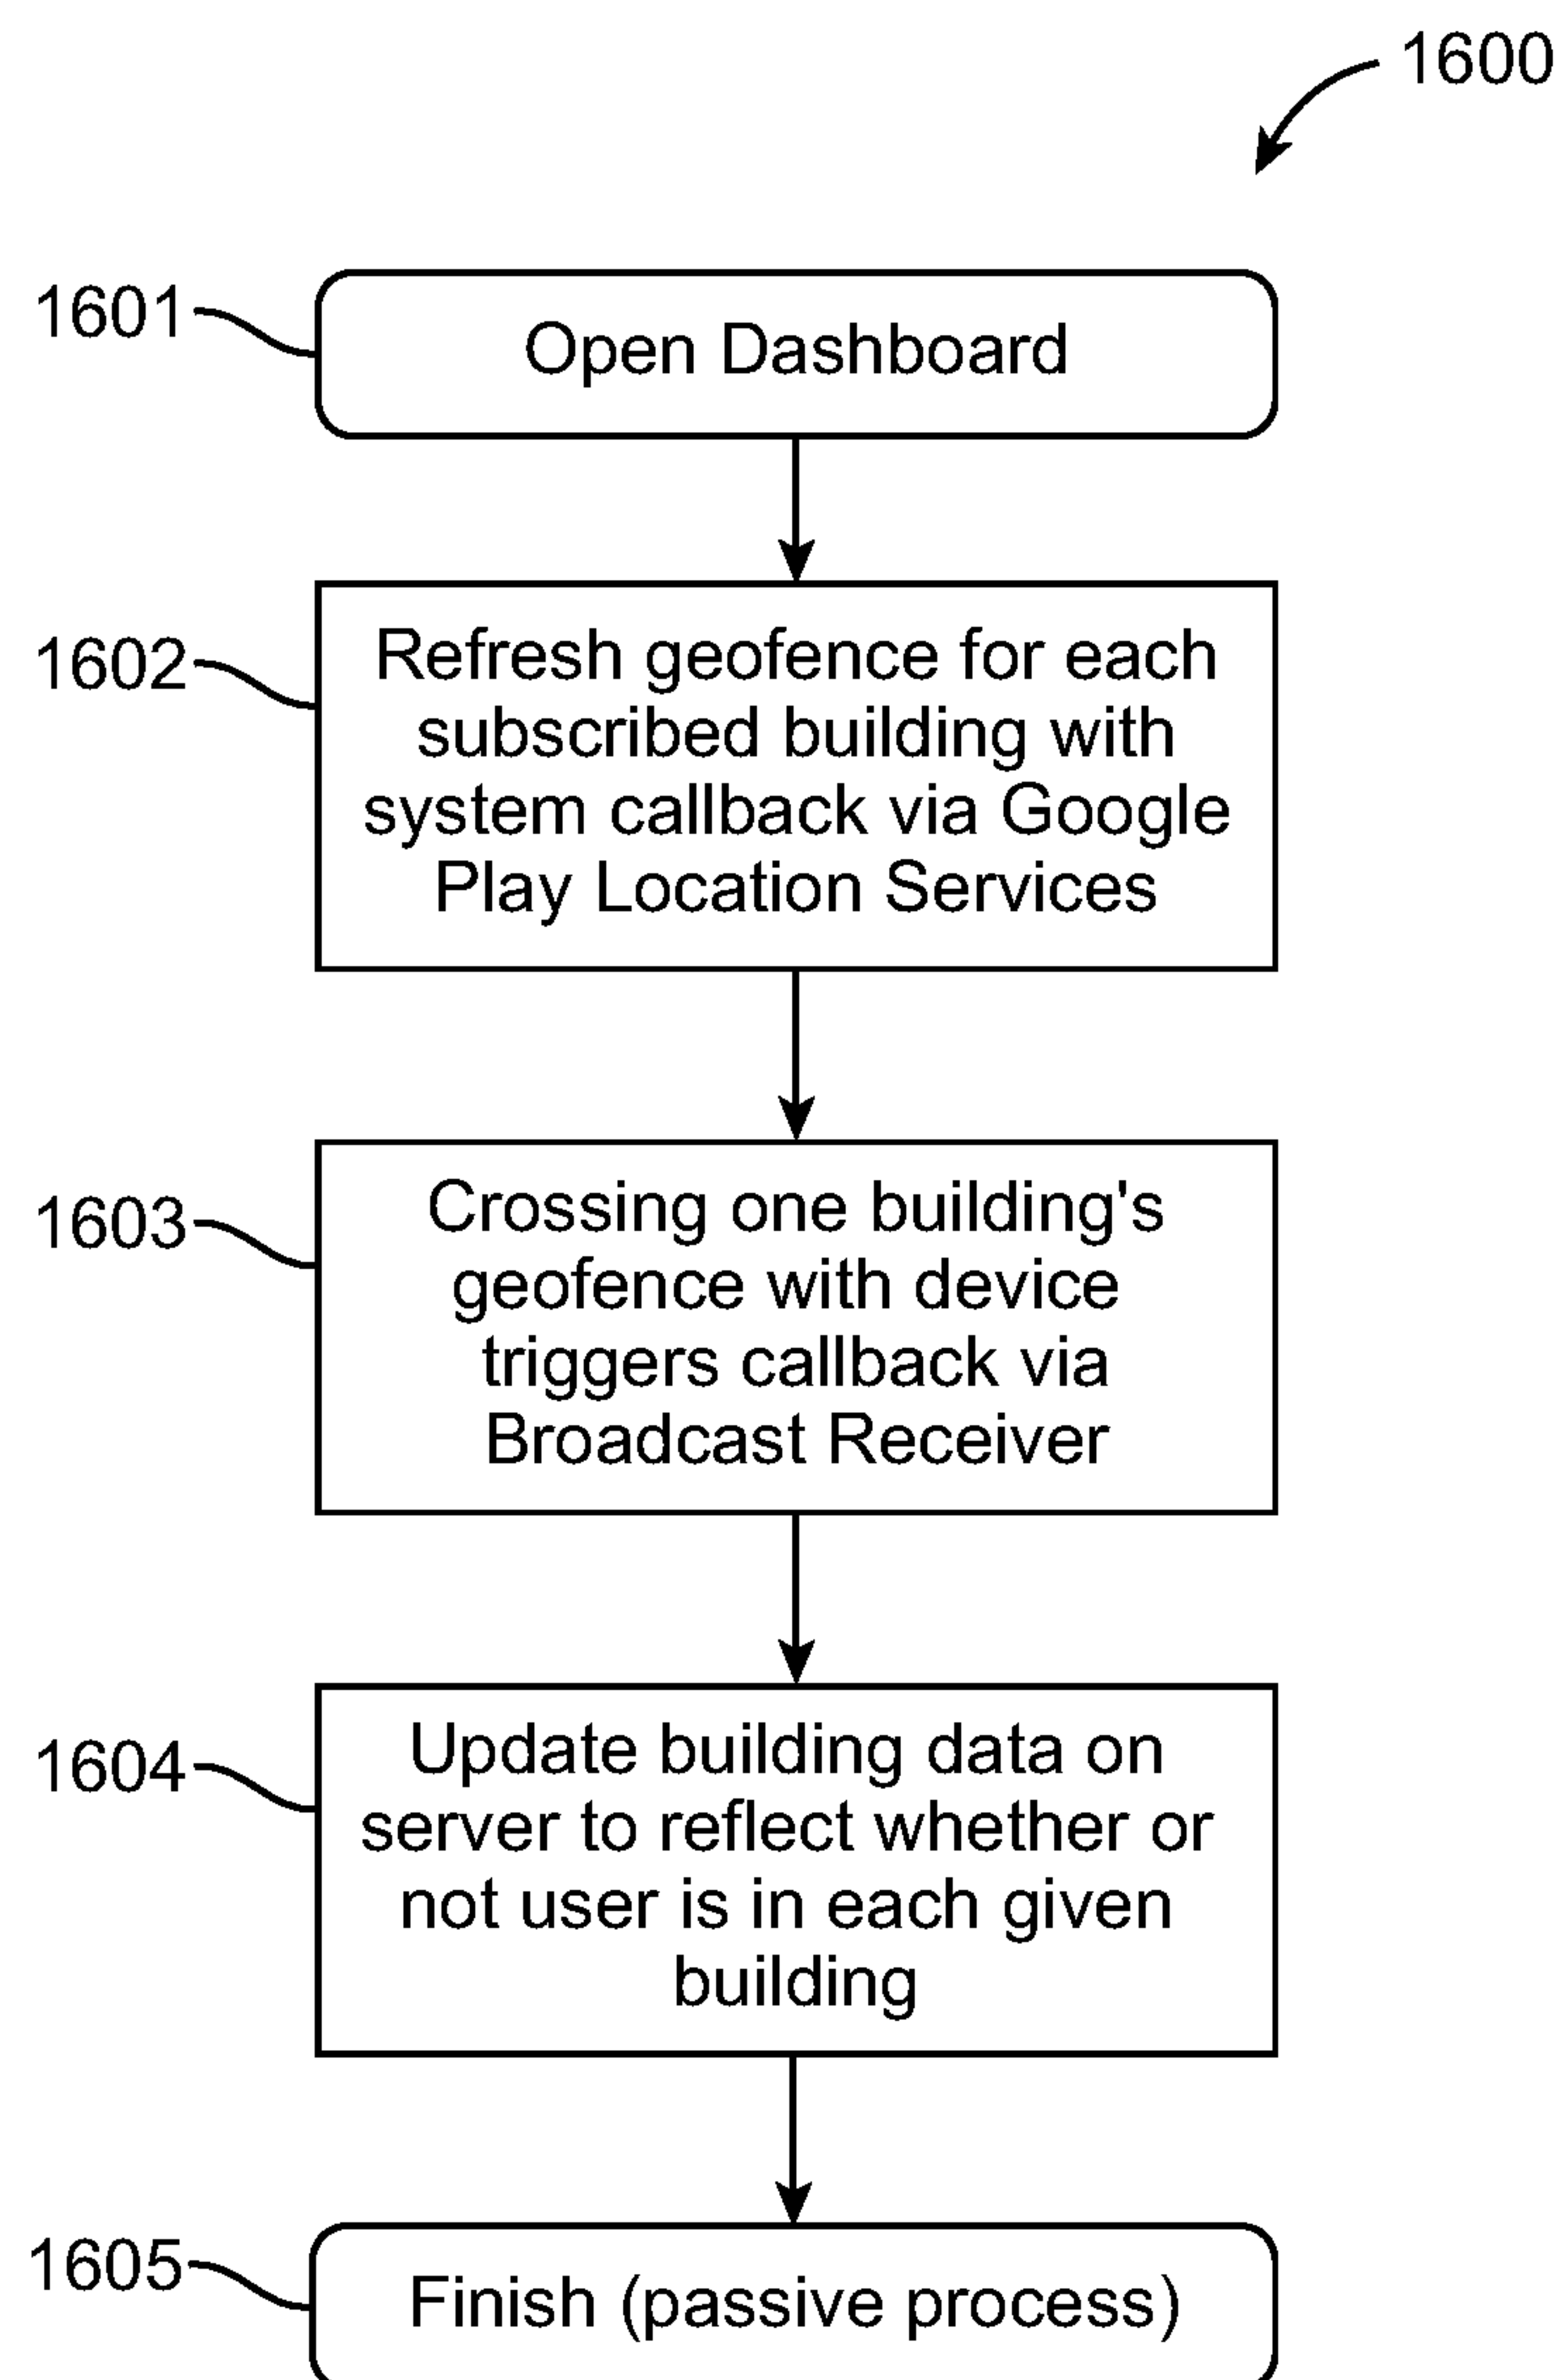 1600
1601
Open Dashboard
1602
Refresh geofence for each
subscribed building with
system callback via Google
Play Location Services
1603
Crossing one building's
geofence with device
triggers callback via
Broadcast Receiver
1604
Update building data on
server to reflect whether or
not user is in each given
building
1605
Finish (passive process)